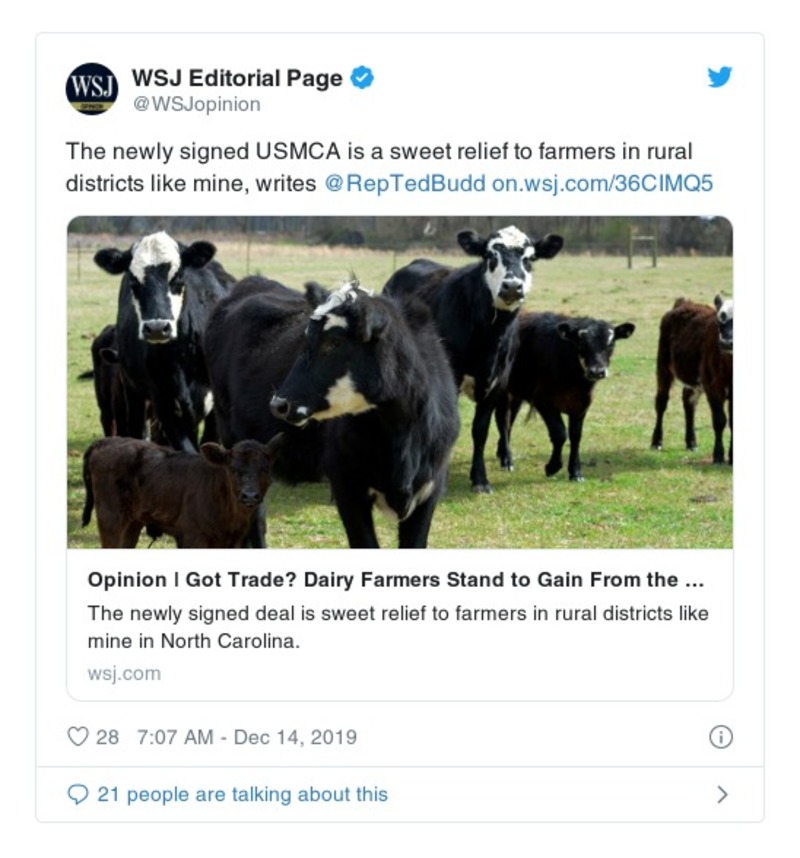 WSJ
OPINION
WSJ Editorial Page
@WSJopinion
The newly signed USMCA is a sweet relief to farmers in rural
districts like mine, writes @RepTedBudd on.wsj.com/36CIMQ5
Opinion | Got Trade? Dairy Farmers Stand to Gain From the ...
The newly signed deal is sweet relief to farmers in rural districts like
mine in North Carolina.
wsj.com
28 7:07 AM - Dec 14, 2019
21 people are talking about this